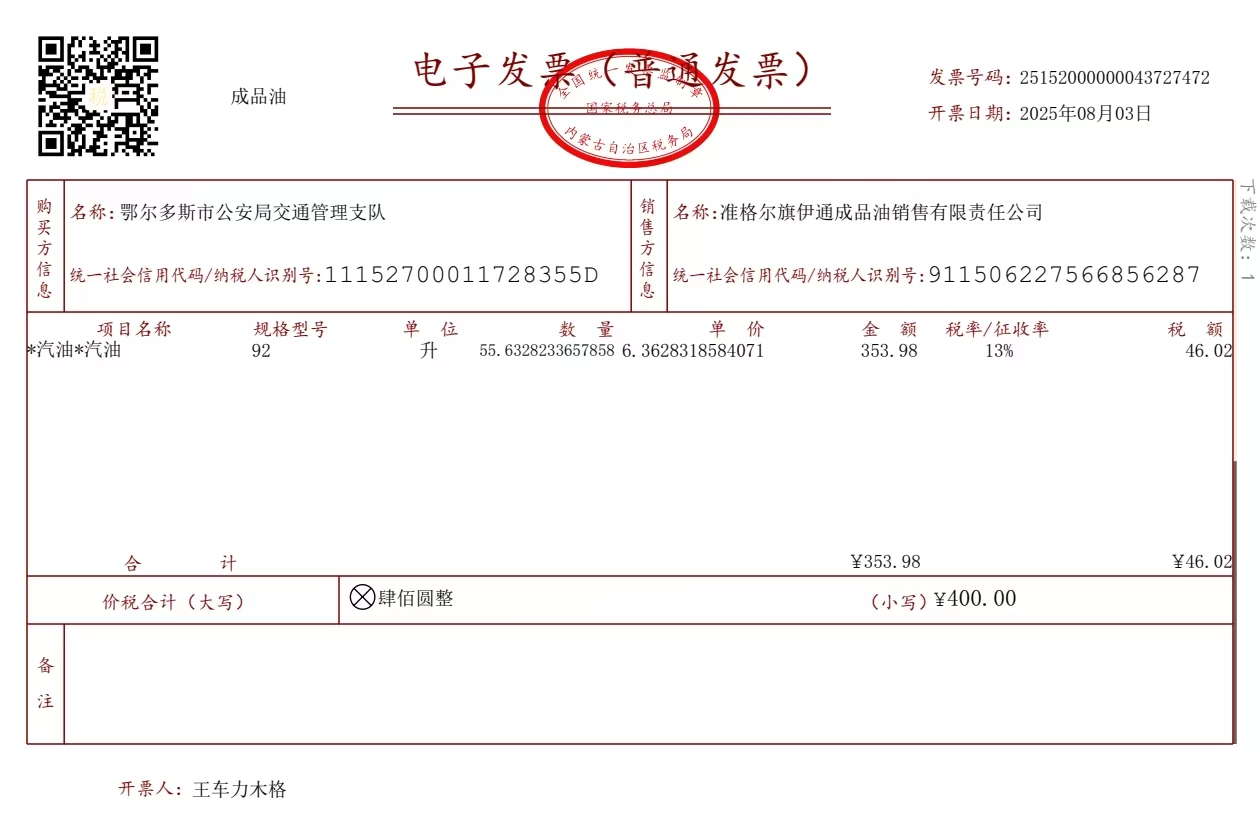 电子发票（普通发票）
成品油
税
全国统一发票监制章
国家税务总局
内蒙古自治区税务局
发票号码：25152000000043727472
开票日期：2025年08月03日
下载次数：1
购买方信息
名称：鄂尔多斯市公安局交通管理支队
统一社会信用代码/纳税人识别号：11152700011728355D
销售方信息
名称：准格尔旗伊通成品油销售有限责任公司
统一社会信用代码/纳税人识别号：911506227566856287
项目名称 规格型号 单位 数量 单价 金额 税率/征收率 税额
*汽油*汽油 92 升 55.6328233657858 6.3628318584071 353.98 13% 46.02
合计 ¥353.98 ¥46.02
价税合计（大写） ⊗肆佰圆整 （小写）¥400.00
备注
开票人：王车力木格